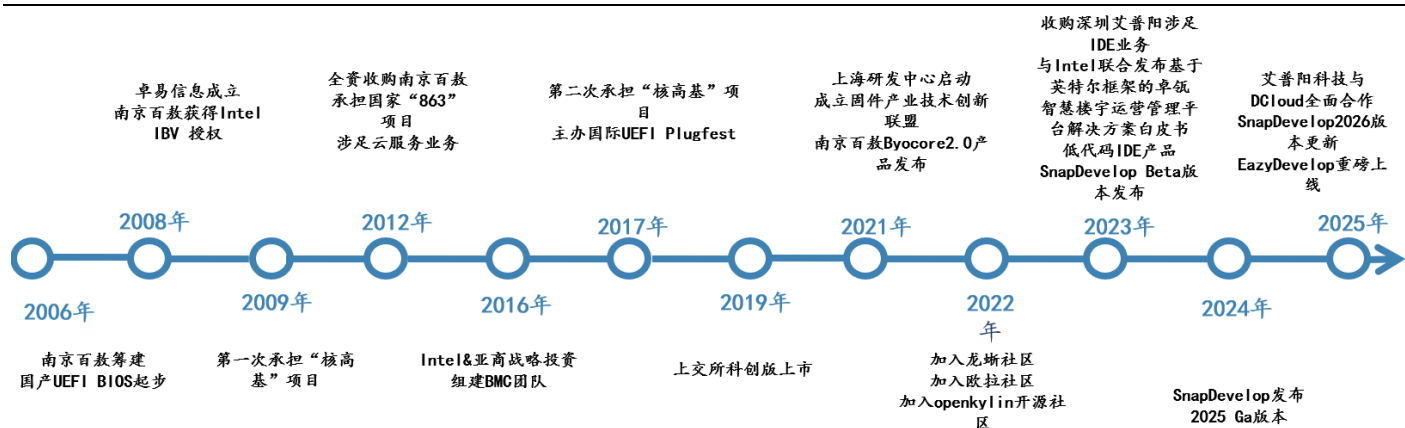 卓易信息成立
南京百敖获得Intel
IBV 授权
2008年
全资收购南京百敖
承担国家“863”
项目
涉足云服务业务
2012年
第二次承担“核高基”项
目
主办国际UEFI Plugfest
2017年
上海研发中心启动
成立固件产业技术创新
联盟
南京百敖Byocore2.0产
品发布
2021年
收购深圳艾普阳涉足
IDE业务
与Intel联合发布基于
英特尔框架的卓瓴
智慧楼宇运营管理平
台解决方案白皮书
低代码IDE产品
SnapDevelop Beta版
本发布
2023年
艾普阳科技与
DCloud全面合作
SnapDevelop2026版
本更新
EazyDevelop重磅上
线
2025年
2006年
南京百敖筹建
国产UEFI BIOS起步
2009年
第一次承担“核高
基”项目
2016年
Intel&亚商战略投资
组建BMC团队
2019年
上交所科创版上市
2022
年
加入龙蜥社区
加入欧拉社区
加入openkylin开源社
区
2024年
SnapDevelop发布
2025 Ga版本